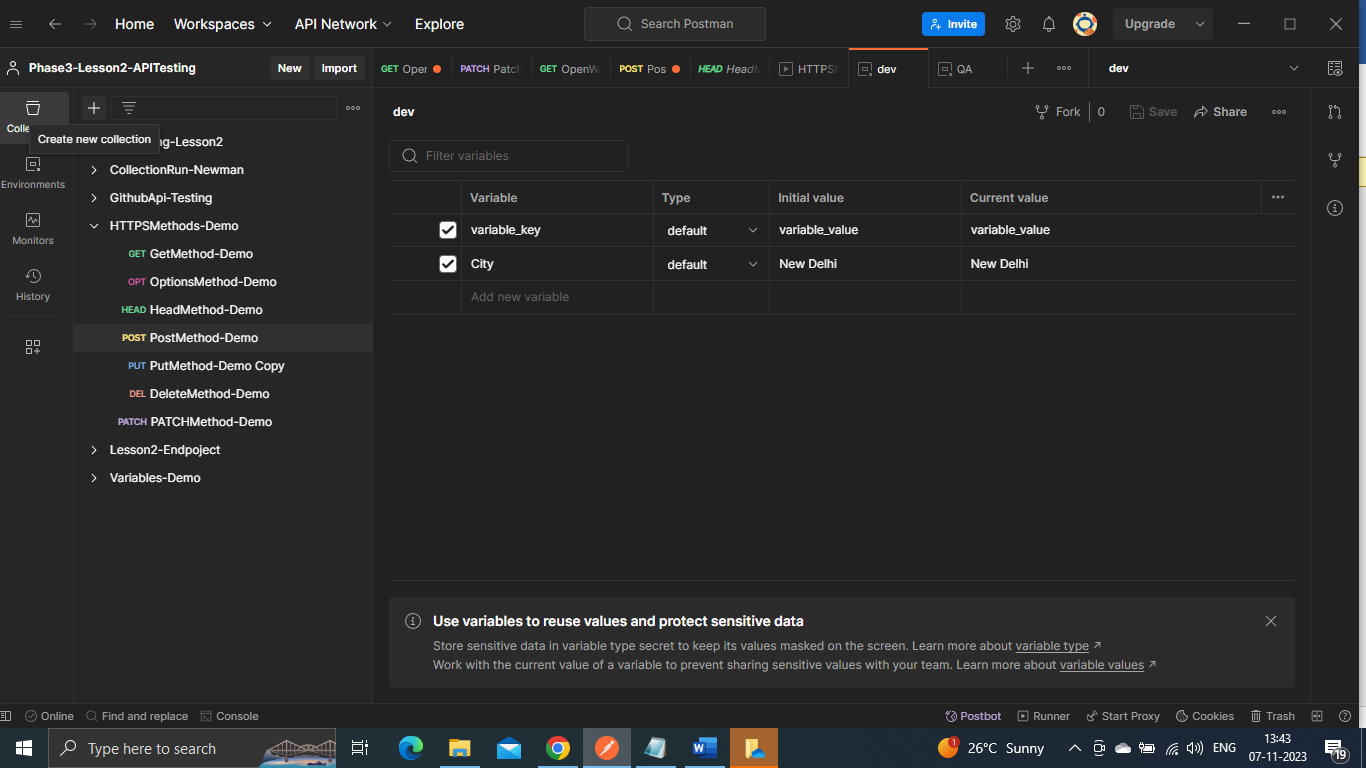 Home Workspaces API Network Explore Search Postman Invite Upgrade
Phase3-Lesson2-APITesting New Import GET Oper PATCH Patch GET OpenW POST Pos HEAD Head HTTPS dev QA dev
Colle
Create new collection
ng-Lesson2
CollectionRun-Newman
GithubApi-Testing
HTTPSMethods-Demo
GET GetMethod-Demo
OPT OptionsMethod-Demo
HEAD HeadMethod-Demo
POST PostMethod-Demo
PUT PutMethod-Demo Copy
DEL DeleteMethod-Demo
PATCH PATCHMethod-Demo
Lesson2-Endpoject
Variables-Demo
Environments
Monitors
History
dev Fork 0 Save Share
Filter variables
Variable Type Initial value Current value
variable_key default variable_value variable_value
City default New Delhi New Delhi
Add new variable
Use variables to reuse values and protect sensitive data
Store sensitive data in variable type secret to keep its values masked on the screen. Learn more about variable type ↗
Work with the current value of a variable to prevent sharing sensitive values with your team. Learn more about variable values ↗
Online Find and replace Console Postbot Runner Start Proxy Cookies Trash
Type here to search 1 26°C Sunny ENG 13:43
07-11-2023 19